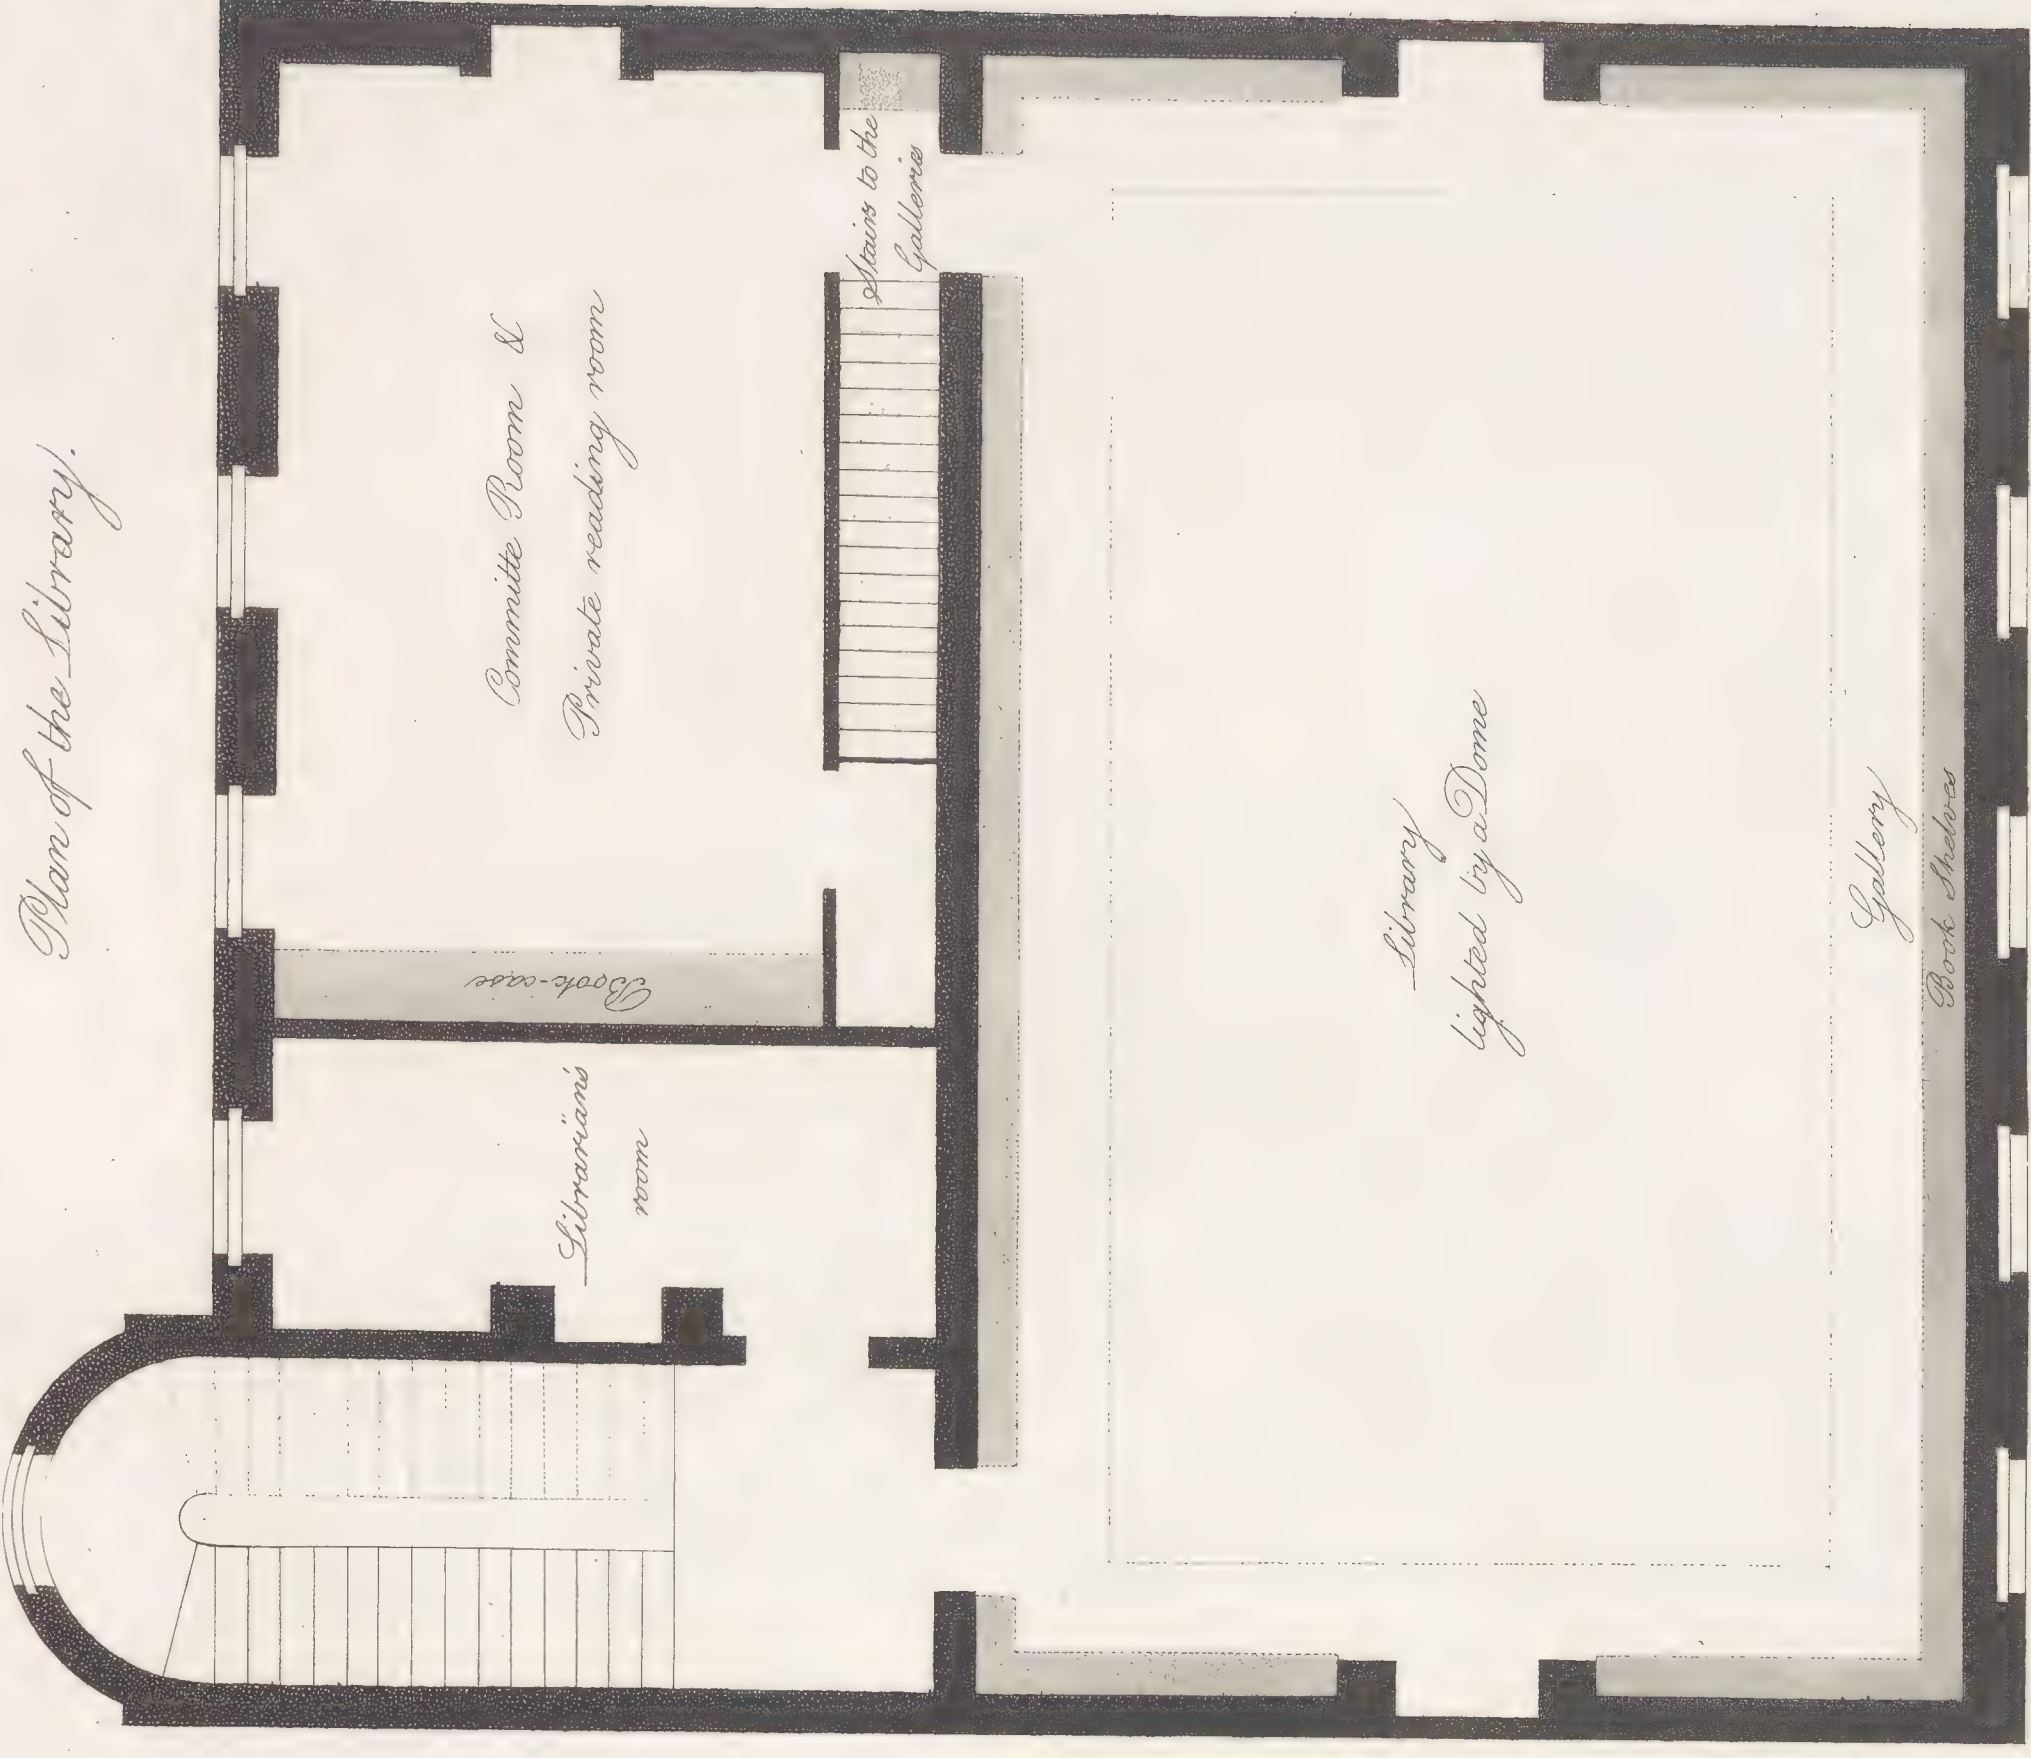 Plan of the Library.
Committe Room &
Private reading room
Stairs to the
Galleries
Book-case
Librarian's
room
Library
lighted by a Dome
Gallery
Book Shelves